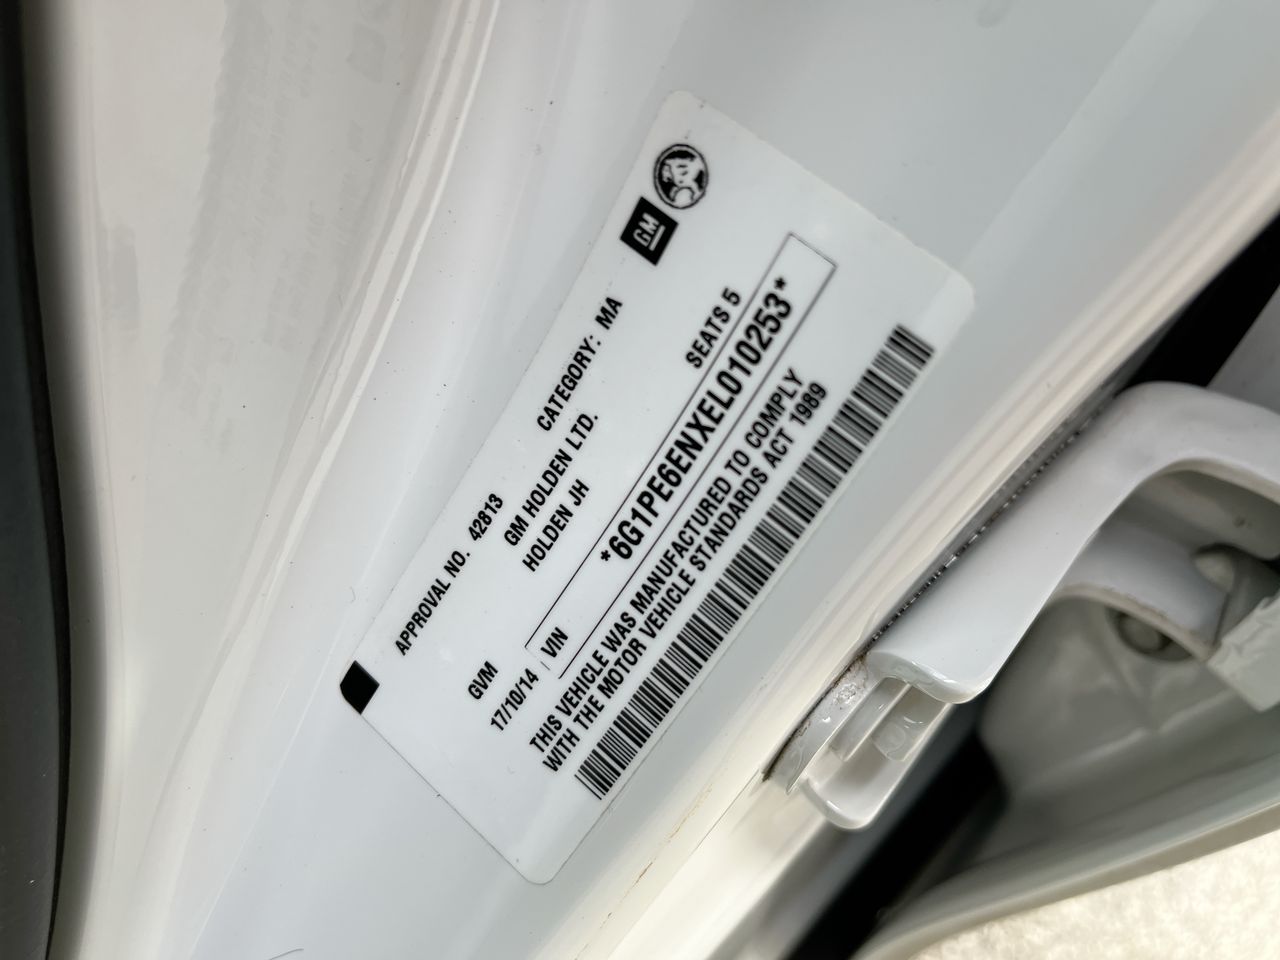 GM
APPROVAL NO. 42813 CATEGORY: MA
GM HOLDEN LTD.
HOLDEN JH
GVM SEATS 5
17/10/14 VIN *6G1PE6ENXEL010253*
THIS VEHICLE WAS MANUFACTURED TO COMPLY
WITH THE MOTOR VEHICLE STANDARDS ACT 1989